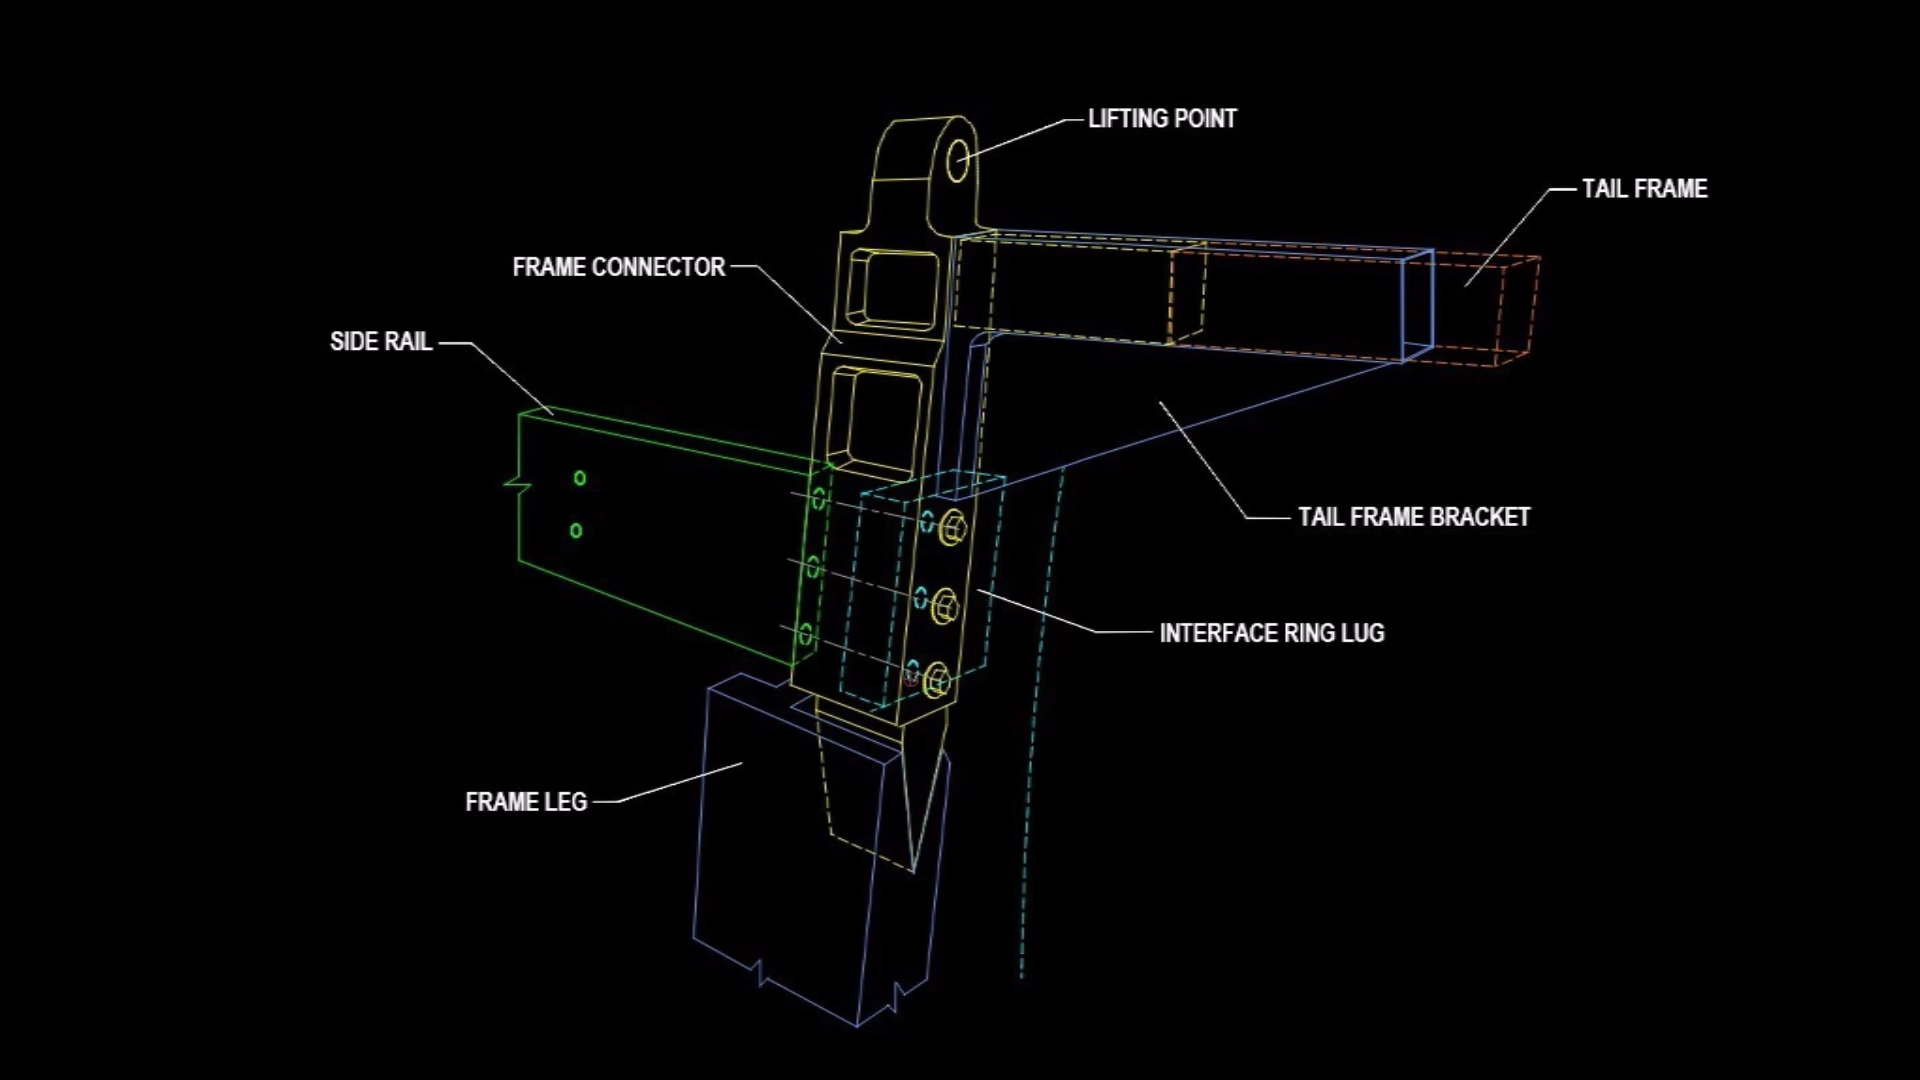 LIFTING POINT
TAIL FRAME
FRAME CONNECTOR
SIDE RAIL
TAIL FRAME BRACKET
INTERFACE RING LUG
FRAME LEG